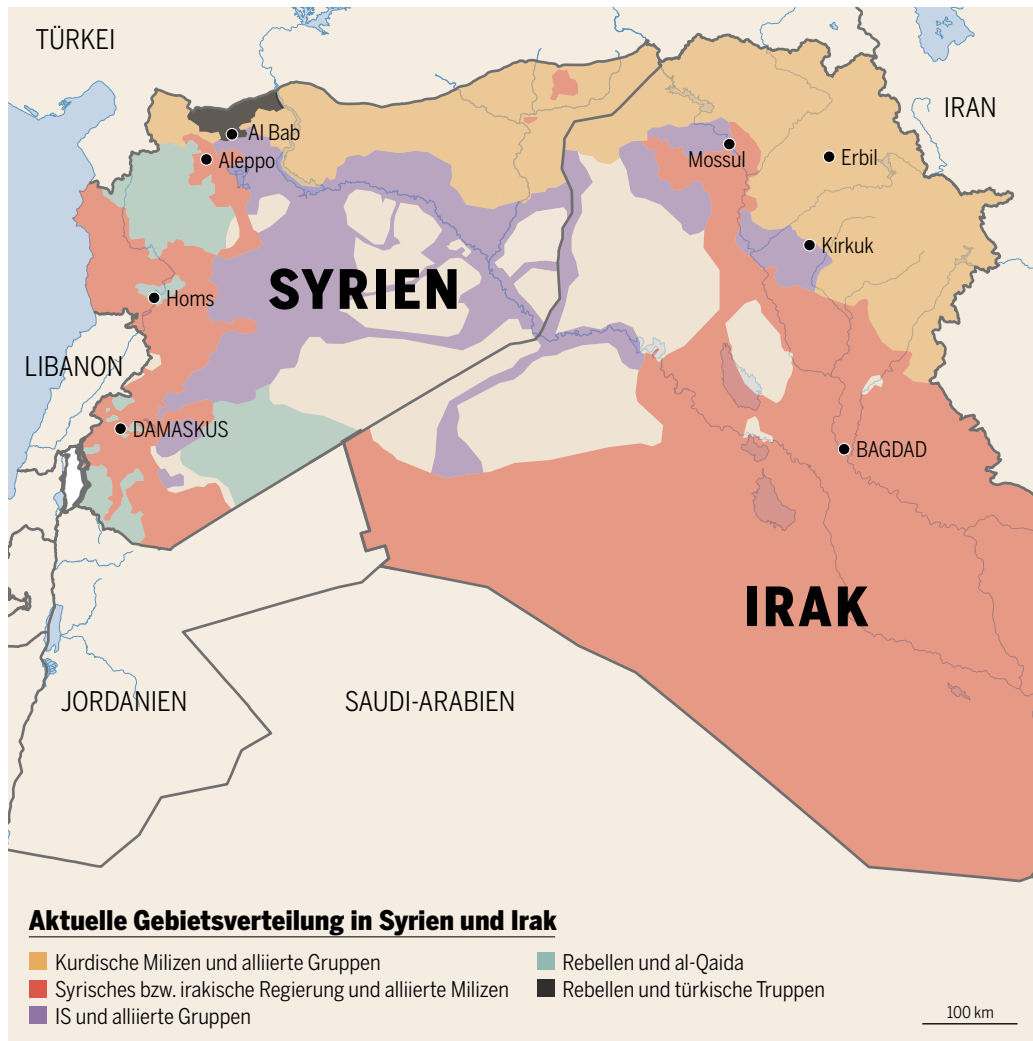 TÜRKEI
IRAN
Al Bab
Aleppo
Mossul
Erbil
Kirkuk
SYRIEN
Homs
LIBANON
DAMASKUS
BAGDAD
IRAK
JORDANIEN
SAUDI-ARABIEN
Aktuelle Gebietsverteilung in Syrien und Irak
Kurdische Milizen und alliierte Gruppen
Syrisches bzw. irakische Regierung und alliierte Milizen
IS und alliierte Gruppen
Rebellen und al-Qaida
Rebellen und türkische Truppen
100 km